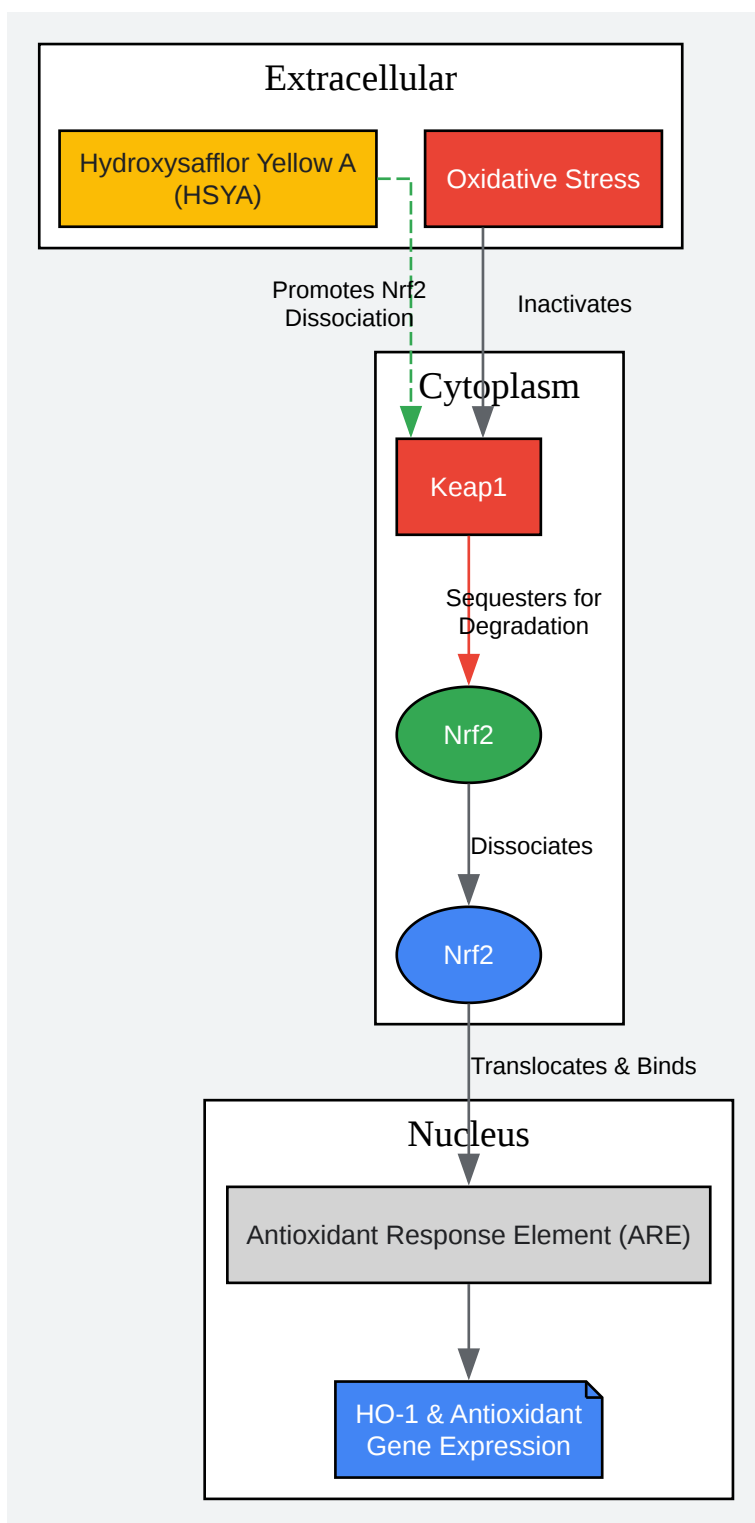 Extracellular
Hydroxysafflor Yellow A
(HSYA)
Oxidative Stress
Promotes Nrf2
Dissociation
Inactivates
Cytoplasm
Keap1
Sequesters for
Degradation
Nrf2
Dissociates
Nrf2
Translocates & Binds
Nucleus
Antioxidant Response Element (ARE)
HO-1 & Antioxidant
Gene Expression